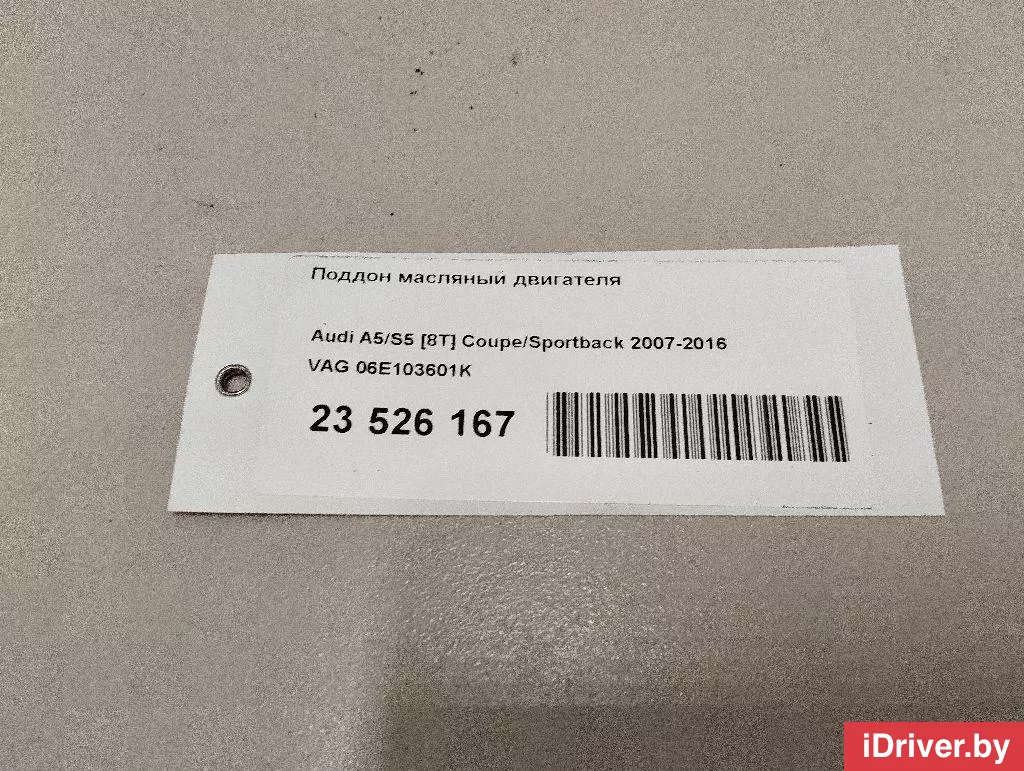 Поддон масляный двигателя
Audi A5/S5 [8T] Coupe/Sportback 2007-2016
VAG 06E103601K
23 526 167
iDriver.by